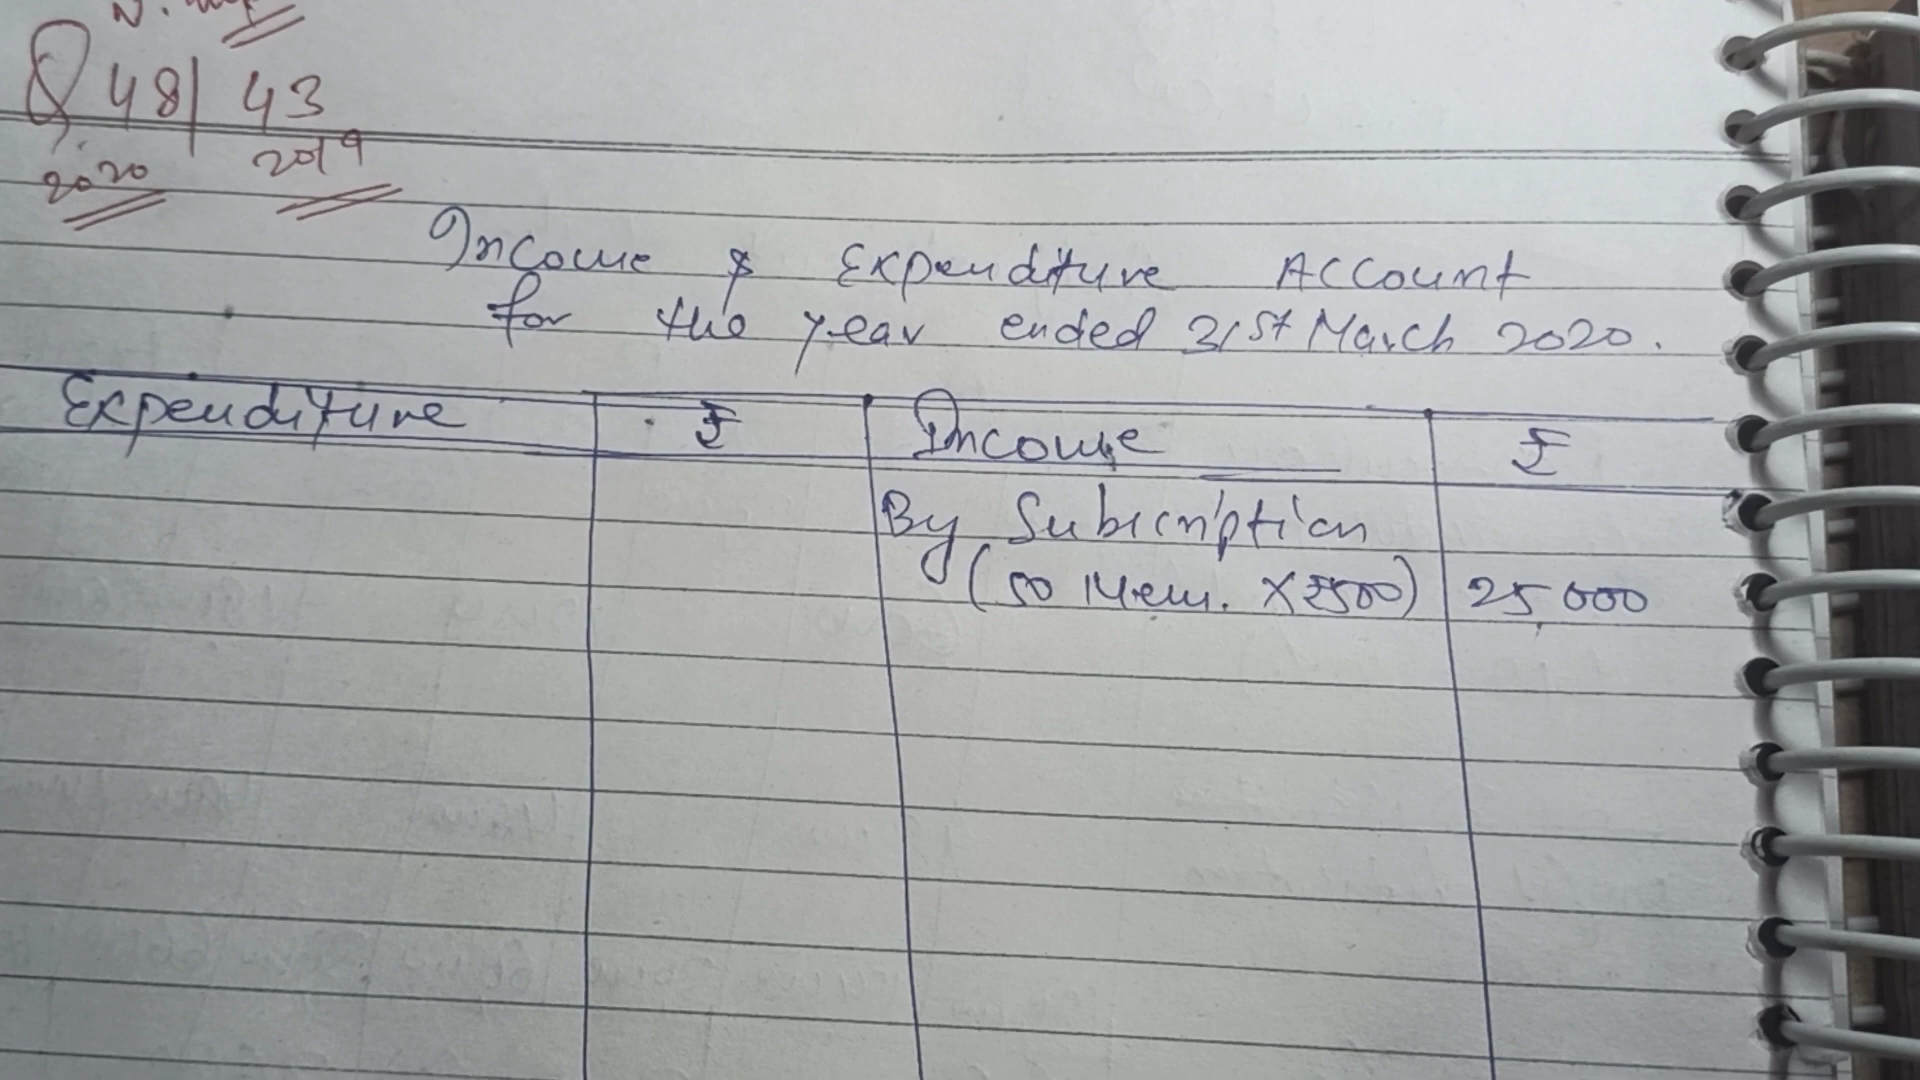 Q 48 | 43
2020 2019
Income & Expenditure Account
for the year ended 31st March 2020.
Expenditure ₹ Income ₹
By Subscription
(50 Mem. × ₹500) 25,000